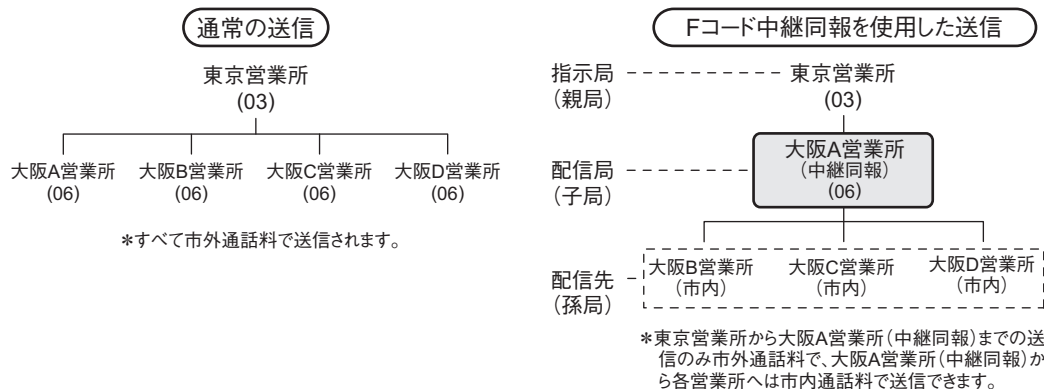 通常の送信
東京営業所
(03)
大阪A営業所 大阪B営業所 大阪C営業所 大阪D営業所
(06) (06) (06) (06)
*すべて市外通話料で送信されます。
Fコード中継同報を使用した送信
指示局 東京営業所
(親局) (03)
大阪A営業所
配信局 (中継同報)
(子局) (06)
配信先 大阪B営業所 大阪C営業所 大阪D営業所
(孫局) (市内) (市内) (市内)
*東京営業所から大阪A営業所(中継同報)までの送
信のみ市外通話料で、大阪A営業所(中継同報)か
ら各営業所へは市内通話料で送信できます。